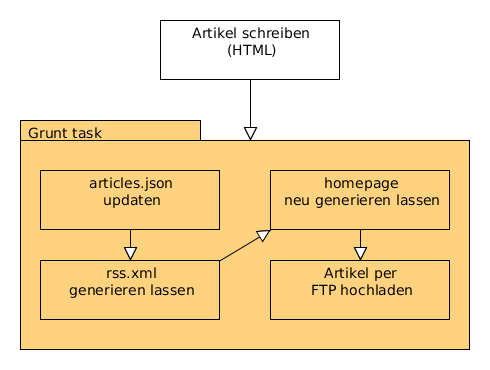 Artikel schreiben
(HTML)
Grunt task
articles.json
updaten
rss.xml
generieren lassen
homepage
neu generieren lassen
Artikel per
FTP hochladen